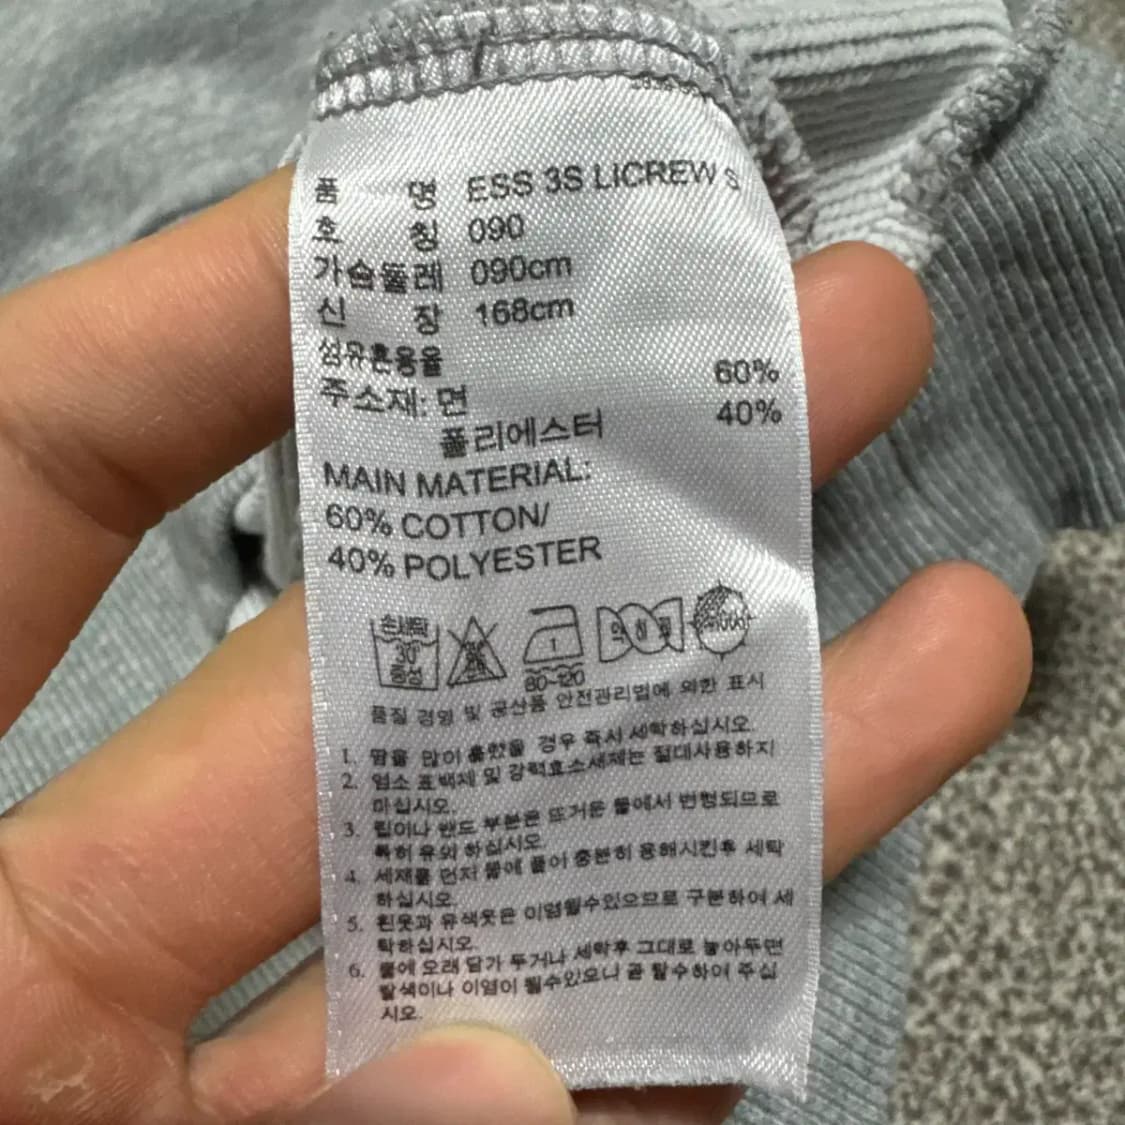 품 명 ESS 3S LICREW S
호 칭 090
가슴둘레 090cm
신 장 168cm
섬유혼용율
주소재: 면 60%
폴리에스터 40%
MAIN MATERIAL:
60% COTTON/
40% POLYESTER
손세탁 30 중성
1
80-120
약하게
품질 경영 및 공산품 안전관리법에 의한 표시
1. 땀을 많이 흘렸을 경우 즉시 세탁하십시오.
2. 염소 표백제 및 강력효소세제는 절대사용하지
마십시오.
3. 립이나 밴드 부분은 뜨거운 물에서 변형되므로
특히 유의 하십시오.
4. 세제를 먼저 물에 풀어 충분히 용해시킨후 세탁
하십시오.
5. 흰옷과 유색옷은 이염될수있으므로 구분하여 세
탁하십시오.
6. 물에 오래 담가 두거나 세탁후 그대로 놓아두면
탈색이나 이염이 될수있으니 곧 탈수하여 주십
시오.